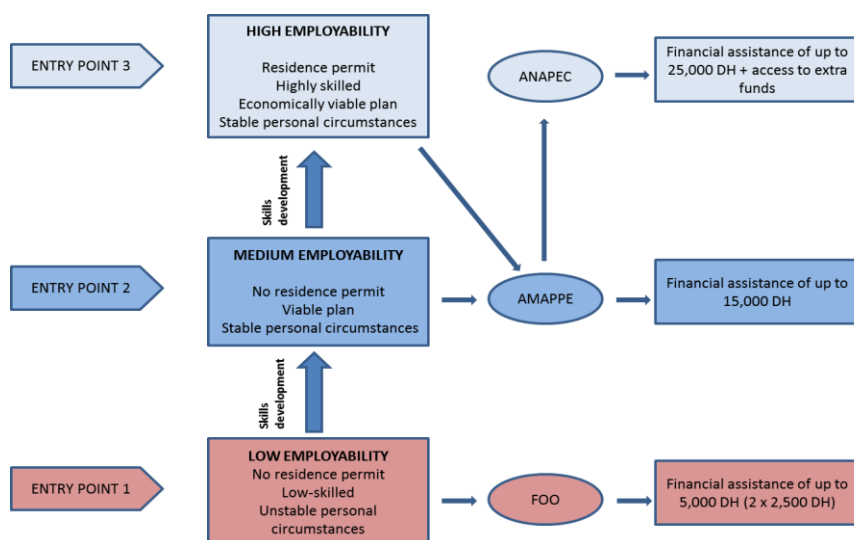 ENTRY POINT 3
HIGH EMPLOYABILITY
Residence permit
Highly skilled
Economically viable plan
Stable personal circumstances
ANAPEC
Financial assistance of up to
25,000 DH + access to extra
funds
Skills
development
ENTRY POINT 2
MEDIUM EMPLOYABILITY
No residence permit
Viable plan
Stable personal circumstances
AMAPPE
Financial assistance of up to
15,000 DH
Skills
development
ENTRY POINT 1
LOW EMPLOYABILITY
No residence permit
Low-skilled
Unstable personal
circumstances
FOO
Financial assistance of up to
5,000 DH (2 x 2,500 DH)